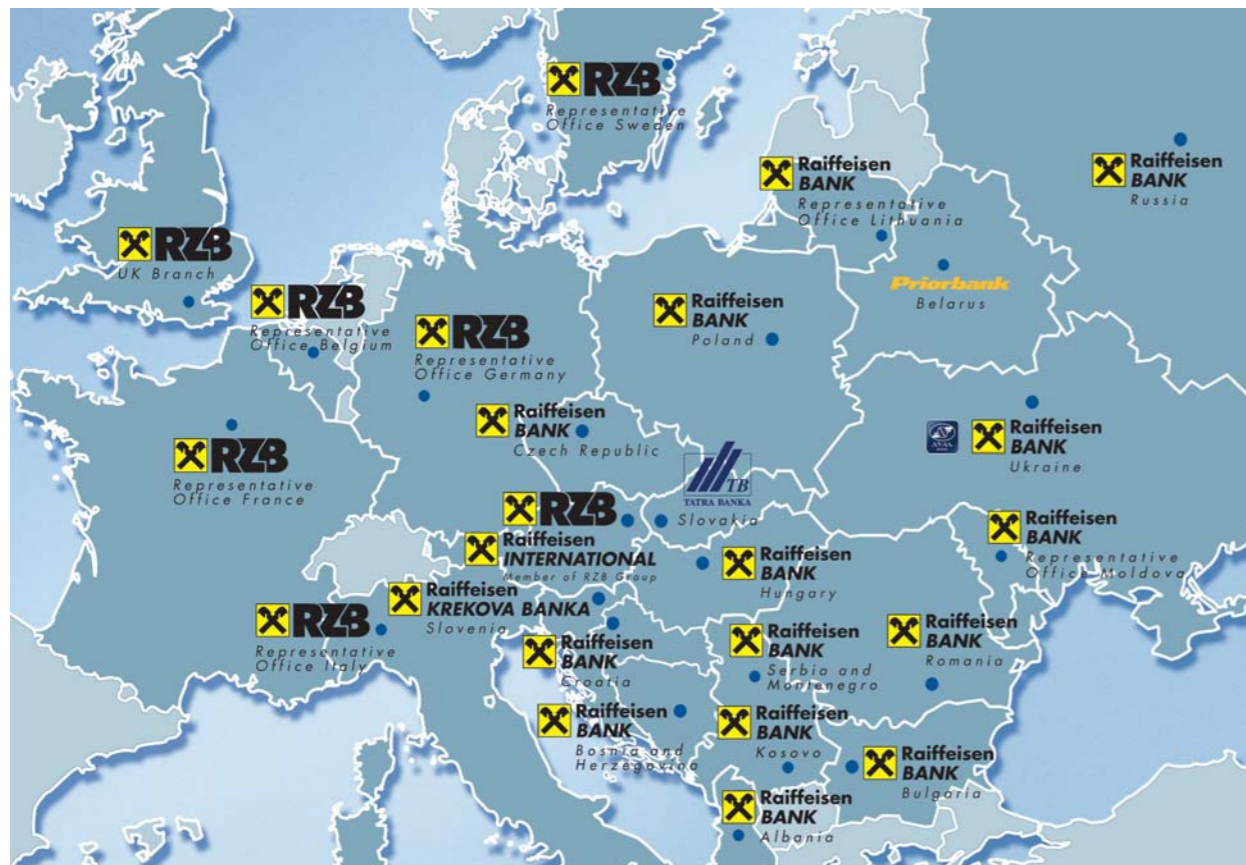 RZB
Representative
Office Sweden
Raiffeisen
BANK
Russia
Raiffeisen
BANK
Representative
Office Lithuania
RZB
UK Branch
Priorbank
Belarus
RZB
Representative
Office Belgium
Raiffeisen
BANK
Poland
RZB
Representative
Office Germany
Raiffeisen
BANK
Czech Republic
Raiffeisen
BANK
Ukraine
RZB
Representative
Office France
TB
TATRA BANKA
Slovakia
RZB
Raiffeisen
INTERNATIONAL
Member of RZB Group
Raiffeisen
BANK
Representative
Office Moldova
Raiffeisen
BANK
Hungary
Raiffeisen
KREKOVA BANKA
Slovenia
RZB
Representative
Office Italy
Raiffeisen
BANK
Croatia
Raiffeisen
BANK
Serbia and
Montenegro
Raiffeisen
BANK
Romania
Raiffeisen
BANK
Bosnia and
Herzegovina
Raiffeisen
BANK
Kosovo
Raiffeisen
BANK
Bulgaria
Raiffeisen
BANK
Albania